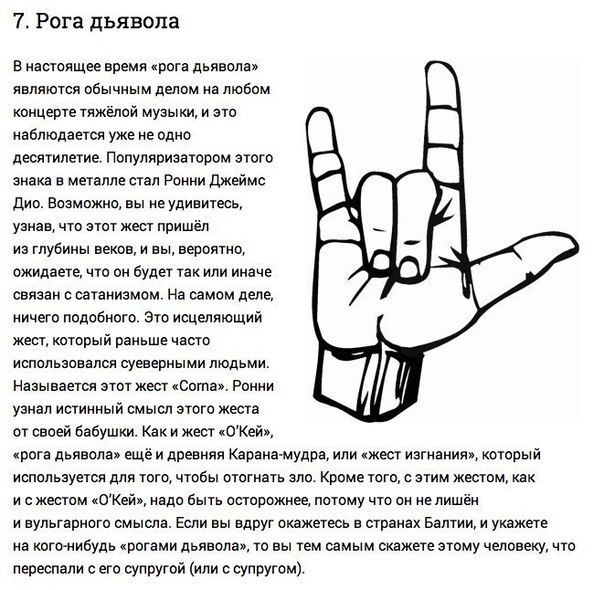 7. Рога дьявола
В настоящее время «рога дьявола»
являются обычным делом на любом
концерте тяжёлой музыки, и это
наблюдается уже не одно
десятилетие. Популяризатором этого
знака в металле стал Ронни Джеймс
Дио. Возможно, вы не удивитесь,
узнав, что этот жест пришёл
из глубины веков, и вы, вероятно,
ожидаете, что он будет так или иначе
связан с сатанизмом. На самом деле,
ничего подобного. Это исцеляющий
жест, который раньше часто
использовался суеверными людьми.
Называется этот жест «Corna». Ронни
узнал истинный смысл этого жеста
от своей бабушки. Как и жест «О’Кей»,
«рога дьявола» ещё и древняя Карана-мудра, или «жест изгнания», который
используется для того, чтобы отогнать зло. Кроме того, с этим жестом, как
и с жестом «О’Кей», надо быть осторожнее, потому что он не лишён
и вульгарного смысла. Если вы вдруг окажетесь в странах Балтии, и укажете
на кого-нибудь «рогами дьявола», то вы тем самым скажете этому человеку, что
переспали с его супругой (или с супругом).